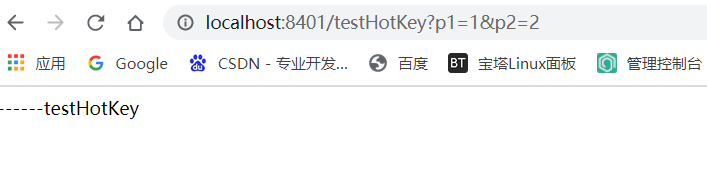 localhost:8401/testHotKey?p1=1&p2=2
应用 Google CSDN - 专业开发... 百度 BT 宝塔Linux面板 管理控制台
------testHotKey